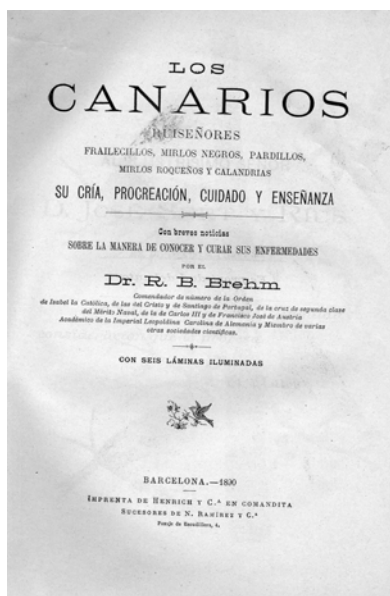 LOS
CANARIOS
RUISEÑORES
FRAILECILLOS, MIRLOS NEGROS, PARDILLOS,
MIRLOS ROQUEÑOS Y CALANDRIAS
SU CRÍA, PROCREACIÓN, CUIDADO Y ENSEÑANZA
Con breves noticias
SOBRE LA MANERA DE CONOCER Y CURAR SUS ENFERMEDADES
POR EL
Dr. R. B. Brehm
Comendador de número de la Orden
de Isabel la Católica, de las del Cristo y de Santiago de Portugal, de la cruz de segunda clase
del Mérito Naval, de la de Carlos III y de Francisco José de Austria
Académico de la Imperial Leopoldina Carolina de Alemania y Miembro de varias
otras sociedades científicas.
CON SEIS LÁMINAS ILUMINADAS
BARCELONA.—1890
IMPRENTA DE HENRICH Y C.ª EN COMANDITA
SUCESORES DE N. RAMÍREZ Y C.ª
Pasaje de Escudillers, 4.